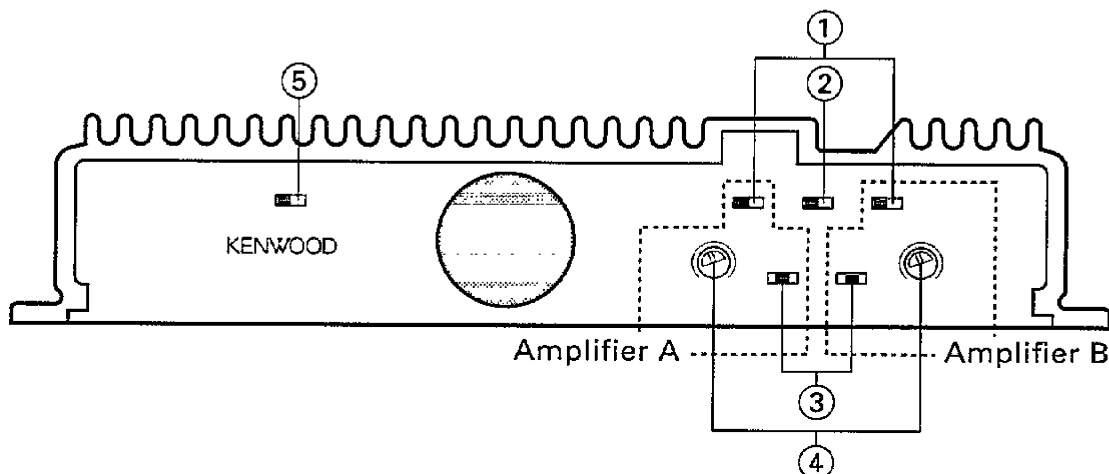 ①
②
⑤
KENWOOD
Amplifier A
Amplifier B
③
④